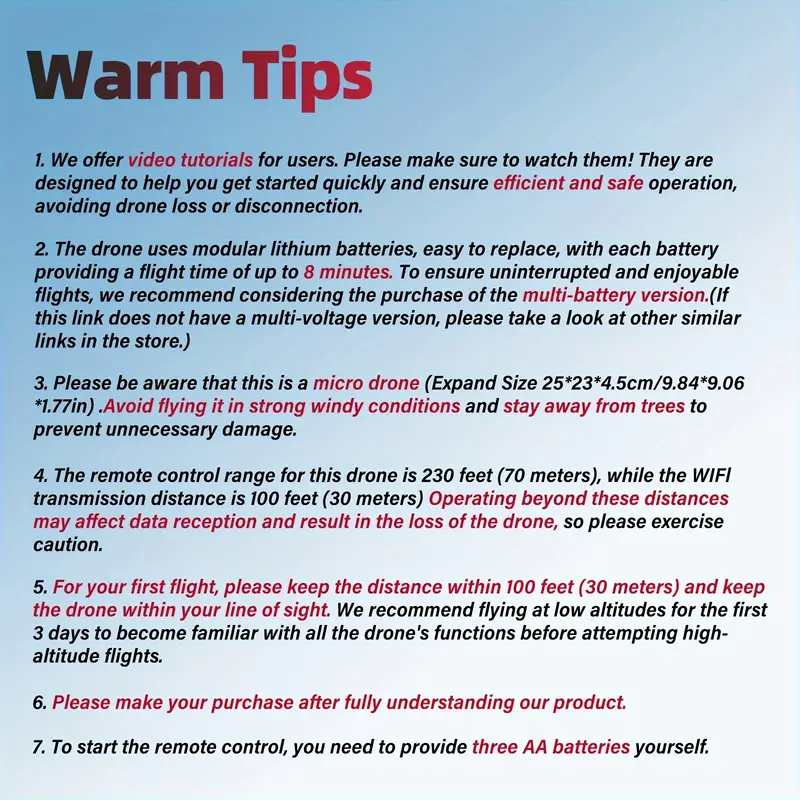 Warm Tips
1. We offer video tutorials for users. Please make sure to watch them! They are
designed to help you get started quickly and ensure efficient and safe operation,
avoiding drone loss or disconnection.
2. The drone uses modular lithium batteries, easy to replace, with each battery
providing a flight time of up to 8 minutes. To ensure uninterrupted and enjoyable
flights, we recommend considering the purchase of the multi-battery version.(If
this link does not have a multi-voltage version, please take a look at other similar
links in the store.)
3. Please be aware that this is a micro drone (Expand Size 25*23*4.5cm/9.84*9.06
*1.77in) .Avoid flying it in strong windy conditions and stay away from trees to
prevent unnecessary damage.
4. The remote control range for this drone is 230 feet (70 meters), while the WIFI
transmission distance is 100 feet (30 meters) Operating beyond these distances
may affect data reception and result in the loss of the drone, so please exercise
caution.
5. For your first flight, please keep the distance within 100 feet (30 meters) and keep
the drone within your line of sight. We recommend flying at low altitudes for the first
3 days to become familiar with all the drone's functions before attempting high-
altitude flights.
6. Please make your purchase after fully understanding our product.
7. To start the remote control, you need to provide three AA batteries yourself.